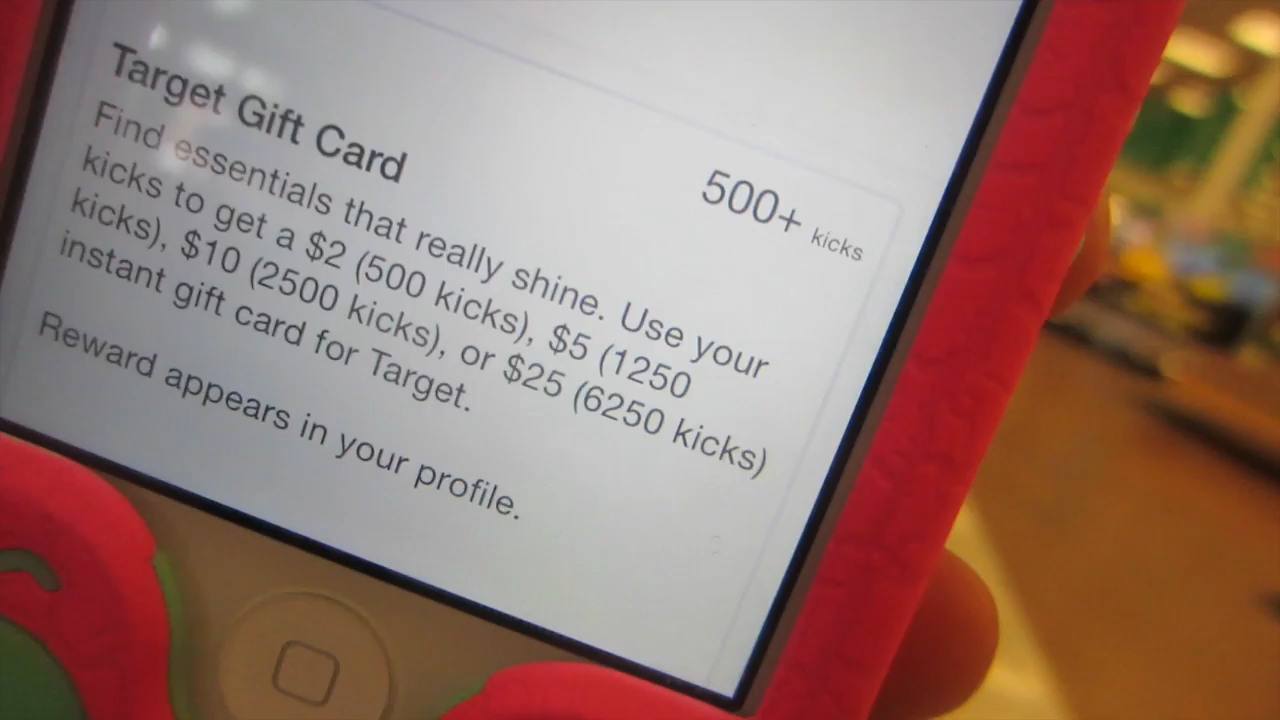 Target Gift Card
500+ kicks
Find essentials that really shine. Use your
kicks to get a $2 (500 kicks), $5 (1250
kicks), $10 (2500 kicks), or $25 (6250 kicks)
instant gift card for Target.
Reward appears in your profile.